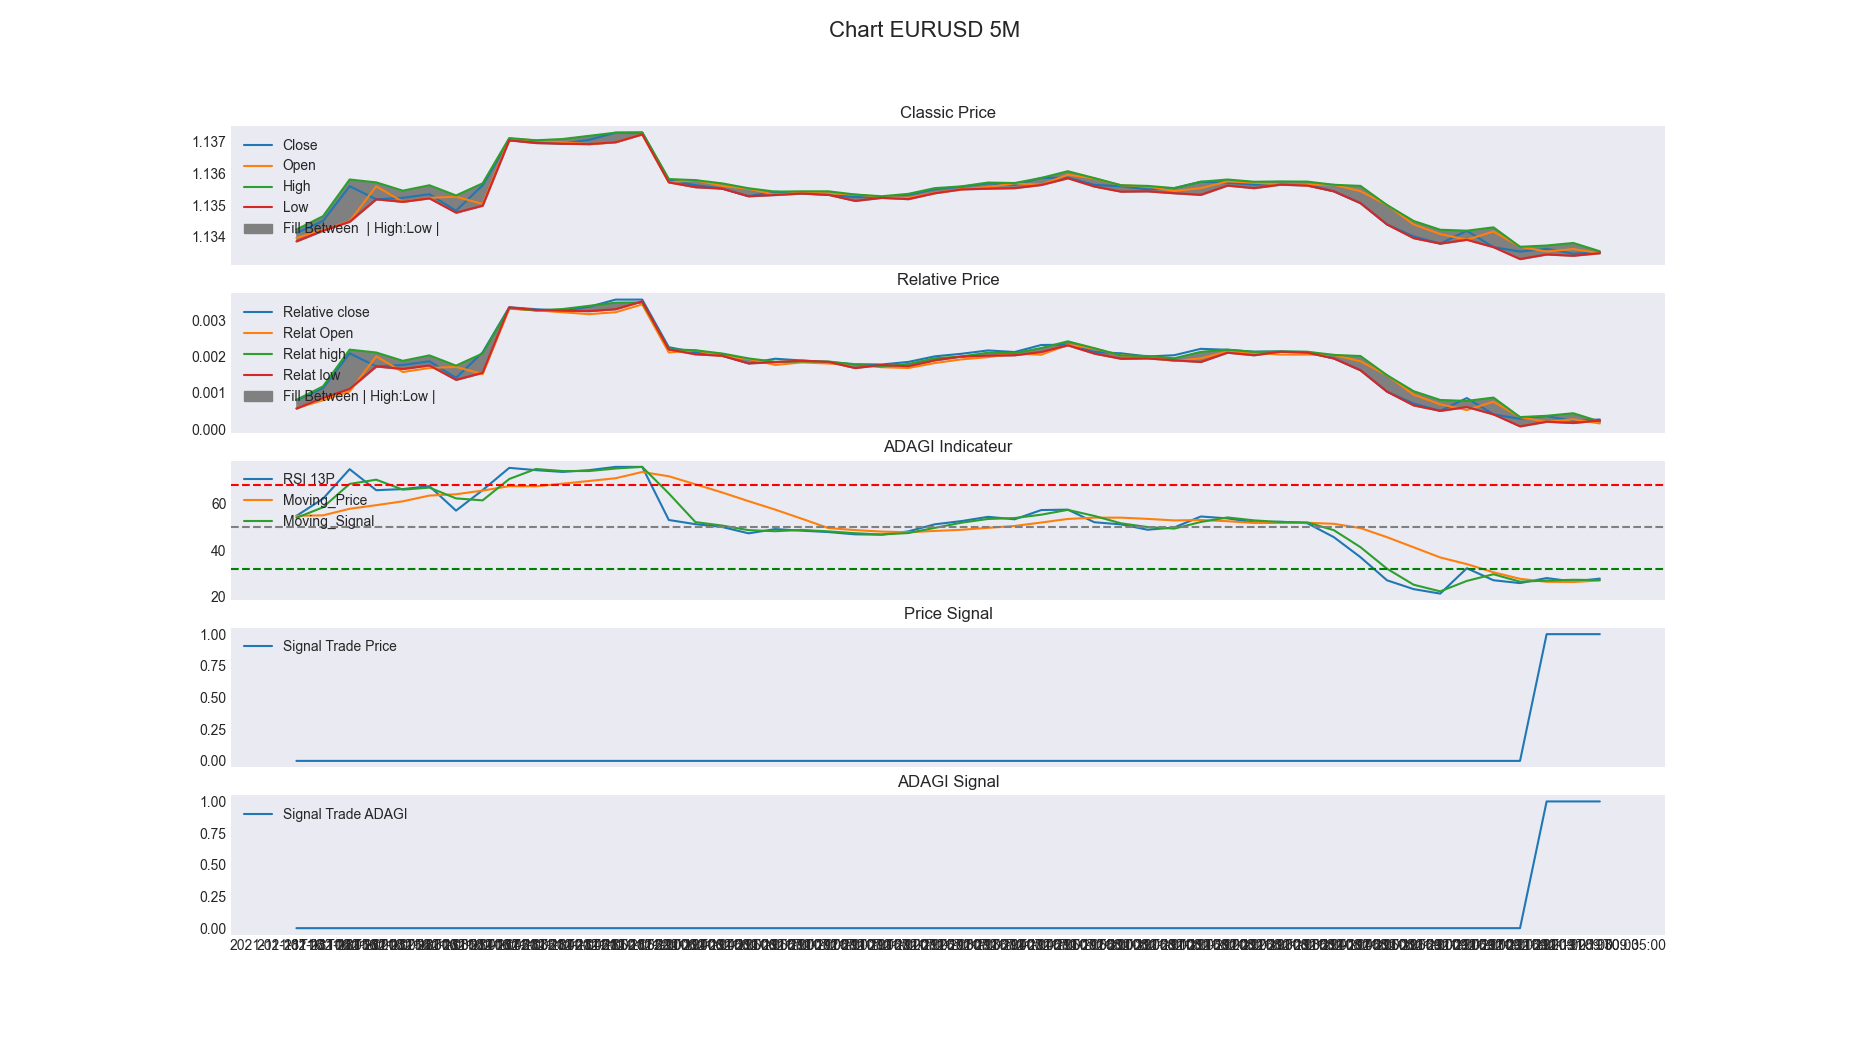 Chart EURUSD 5M
Classic Price
1.137
1.136
1.135
1.134
Close
Open
High
Low
Fill Between | High:Low |
Relative Price
0.003
0.002
0.001
0.000
Relative close
Relat Open
Relat high
Relat low
Fill Between | High:Low |
ADAGI Indicateur
60
40
20
RSI 13P
Moving_Price
Moving_Signal
Price Signal
1.00
0.75
0.50
0.25
0.00
Signal Trade Price
ADAGI Signal
1.00
0.75
0.50
0.25
0.00
Signal Trade ADAGI